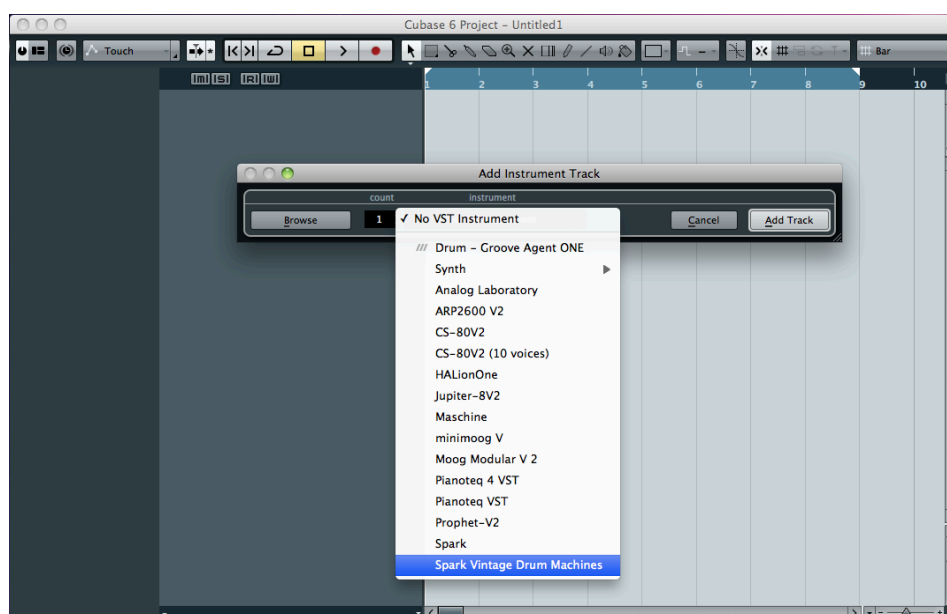 Cubase 6 Project - Untitled1
Touch
Bar
[m] [S] [R] [W]
1 2 3 4 5 6 7 8 9 10
Add Instrument Track
count instrument
Browse 1 ✓ No VST Instrument Cancel Add Track
/// Drum - Groove Agent ONE
Synth
Analog Laboratory
ARP2600 V2
CS-80V2
CS-80V2 (10 voices)
HALionOne
Jupiter-8V2
Maschine
minimoog V
Moog Modular V 2
Pianoteq 4 VST
Pianoteq VST
Prophet-V2
Spark
Spark Vintage Drum Machines